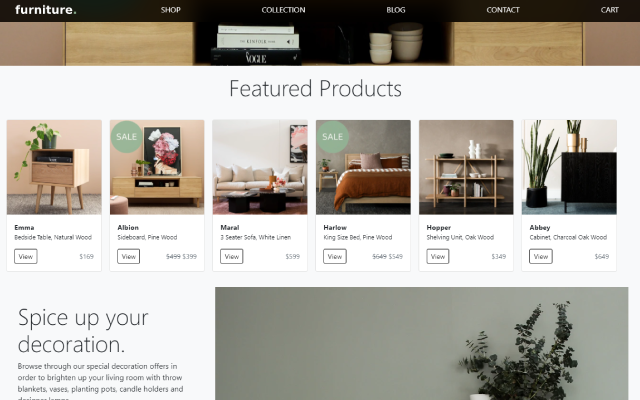 furniture.
SHOP
COLLECTION
BLOG
CONTACT
CART
THE KINFOLK
VOGUE
Featured Products
SALE
SALE
Emma
Bedside Table, Natural Wood
View
$169
Albion
Sideboard, Pine Wood
View
$499 $399
Maral
3 Seater Sofa, White Linen
View
$599
Harlow
King Size Bed, Pine Wood
View
$649 $549
Hopper
Shelving Unit, Oak Wood
View
$349
Abbey
Cabinet, Charcoal Oak Wood
View
$649
Spice up your
decoration.
Browse through our special decoration offers in
order to brighten up your living room with throw
blankets, vases, planting pots, candle holders and